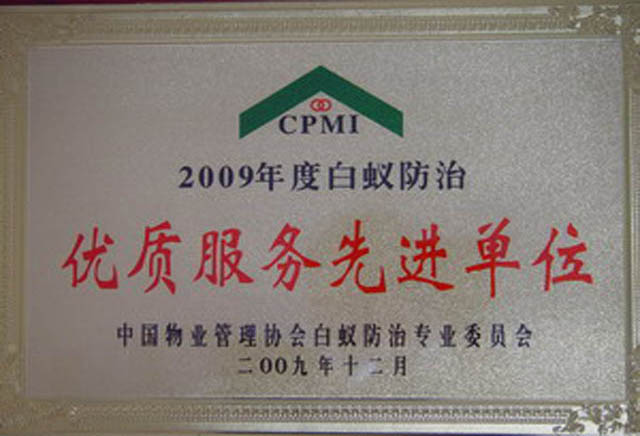 CPMI
2009年度白蚁防治
优质服务先进单位
中国物业管理协会白蚁防治专业委员会
二00九年十二月